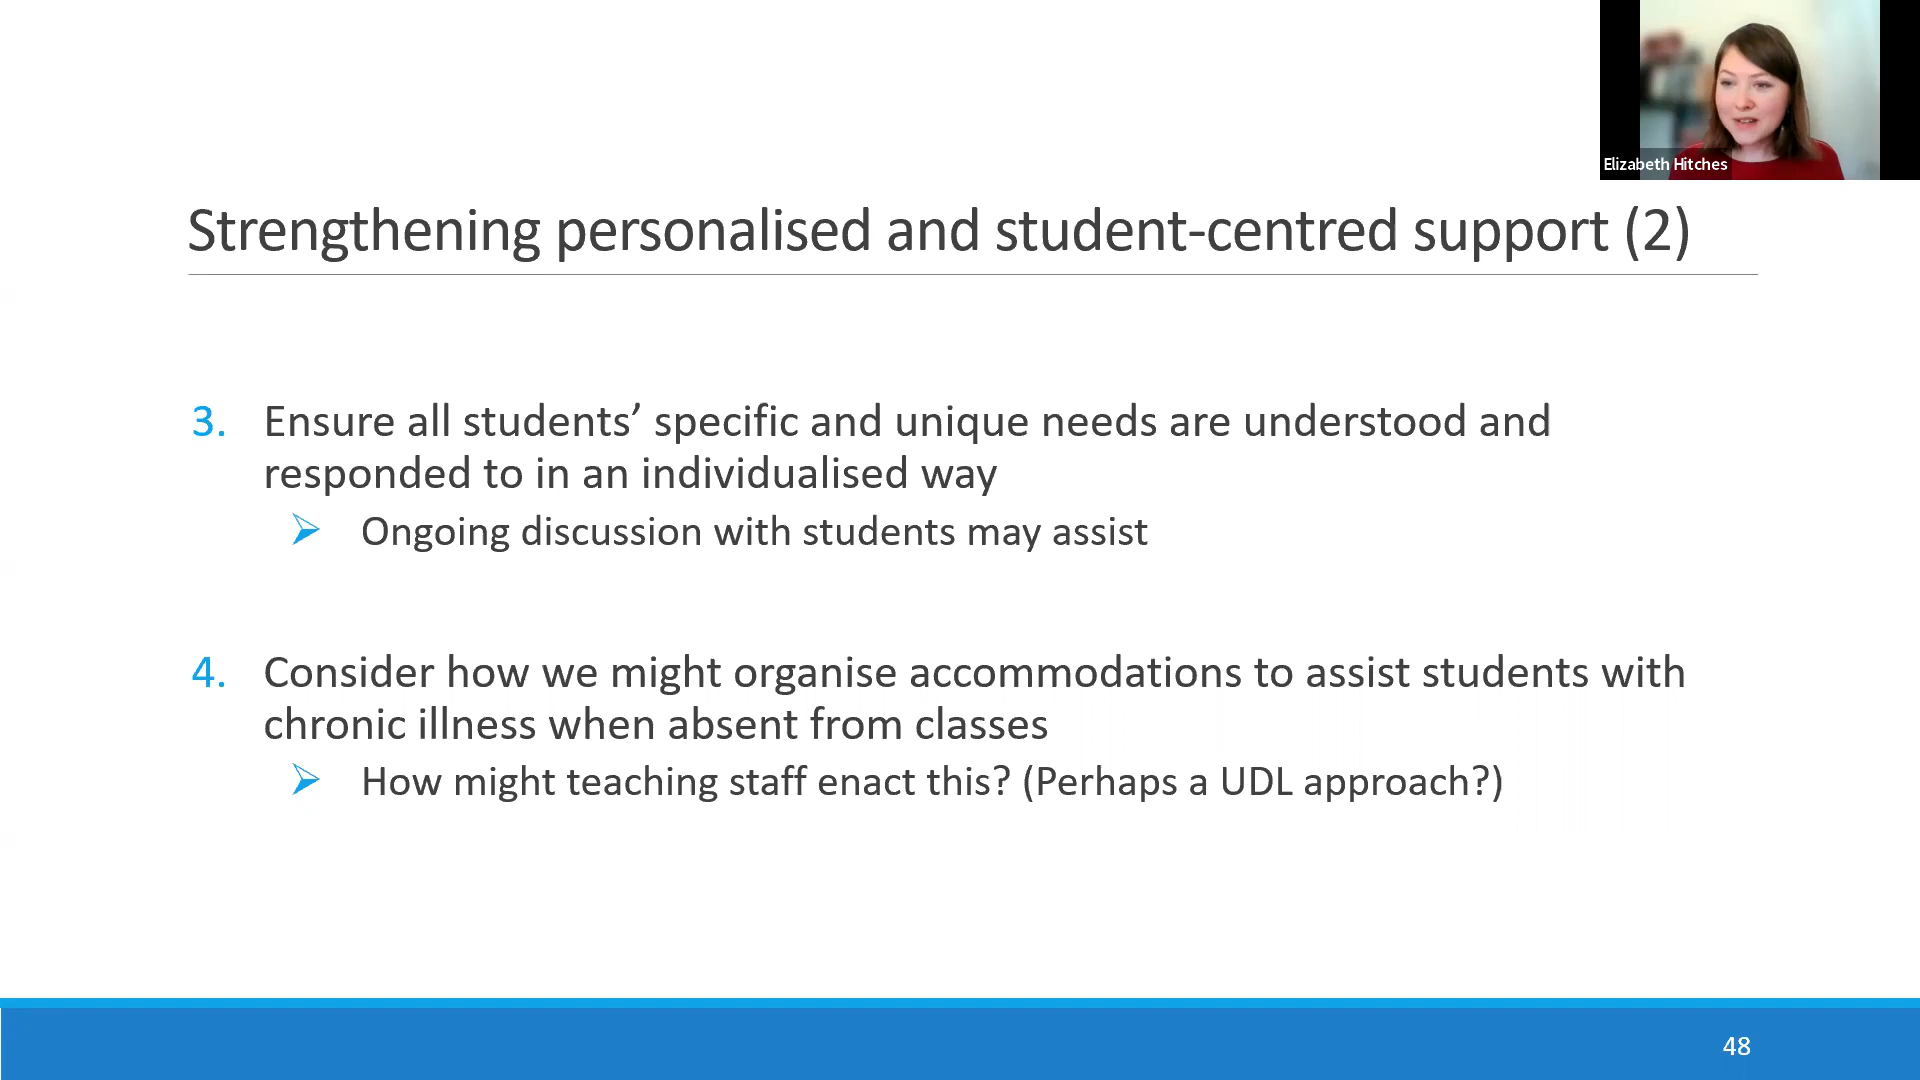 Elizabeth Hitches
Strengthening personalised and student-centred support (2)
3. Ensure all students’ specific and unique needs are understood and
responded to in an individualised way
Ongoing discussion with students may assist
4. Consider how we might organise accommodations to assist students with
chronic illness when absent from classes
How might teaching staff enact this? (Perhaps a UDL approach?)
48